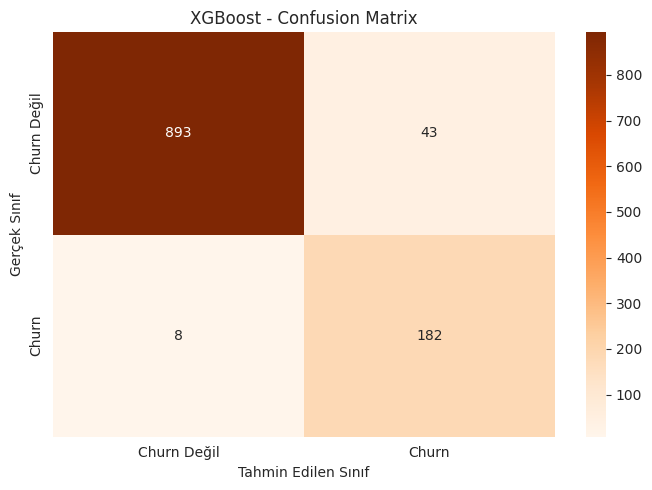 XGBoost - Confusion Matrix
Gerçek Sınıf
Churn Değil
Churn
893
43
8
182
Churn Değil
Churn
Tahmin Edilen Sınıf
800
700
600
500
400
300
200
100